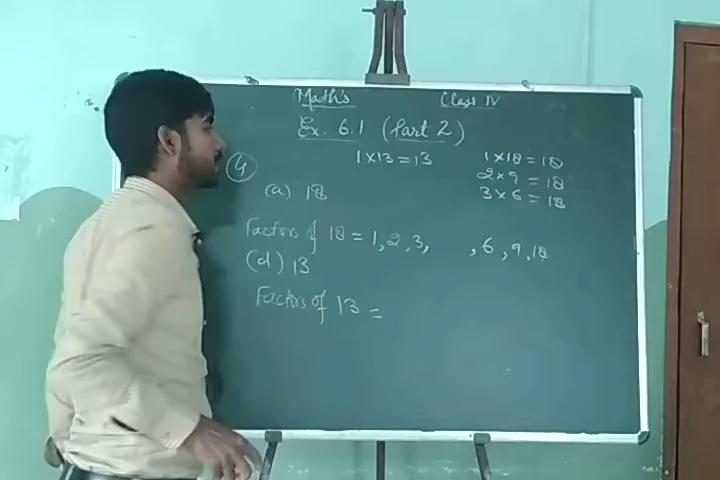 Math's Class IV
Ex. 6.1 (Part 2)
1 x 13 = 13
1 x 18 = 18
2 x 9 = 18
3 x 6 = 18
4
(a) 18
Factors of 18 = 1, 2, 3, , 6, 9, 18
(d) 13
Factors of 13 =